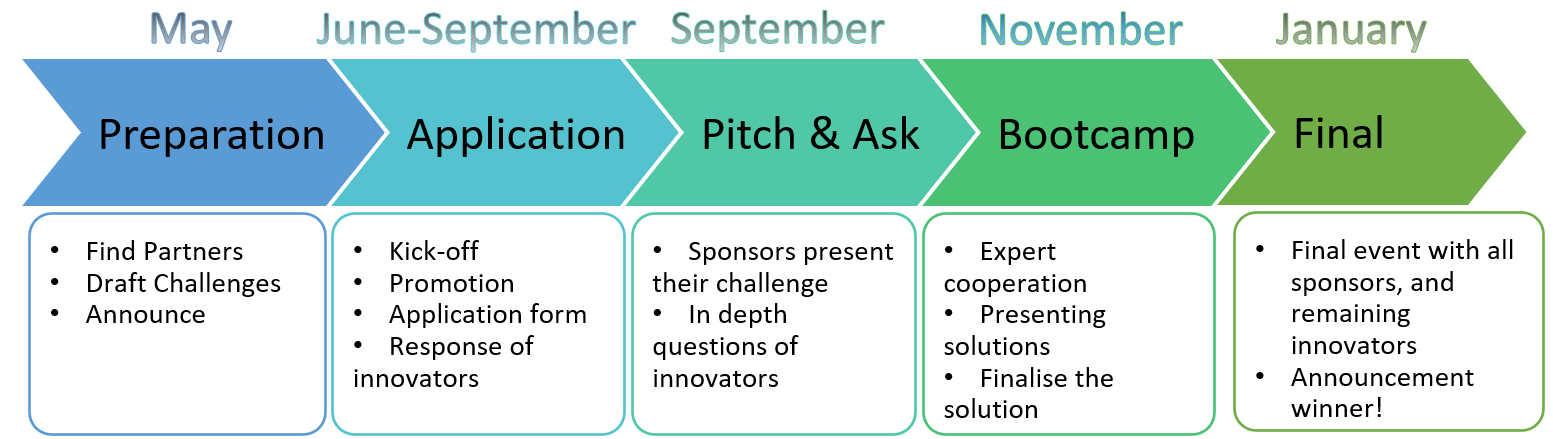 May
June-September
September
November
January
Preparation
Application
Pitch & Ask
Bootcamp
Final
• Find Partners
• Draft Challenges
• Announce
• Kick-off
• Promotion
• Application form
• Response of
innovators
• Sponsors present
their challenge
• In depth
questions of
innovators
• Expert
cooperation
• Presenting
solutions
• Finalise the
solution
• Final event with all
sponsors, and
remaining
innovators
• Announcement
winner!